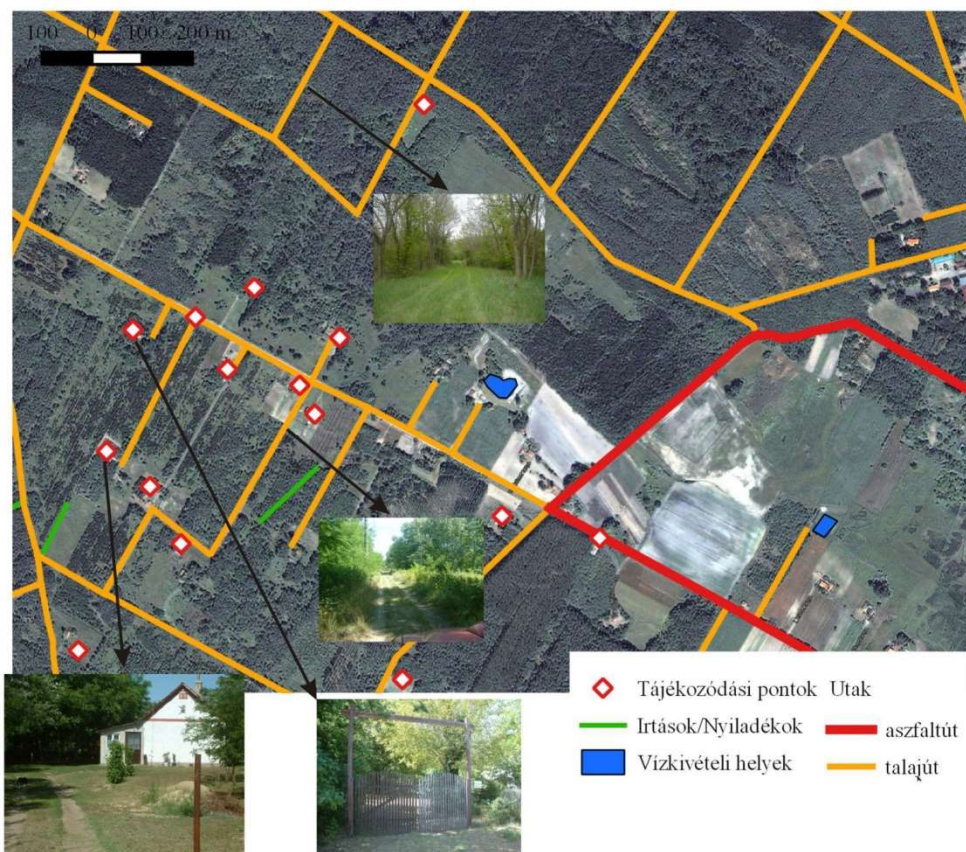 100 0 100 200 m
Tájékozódási pontok Utak
Irtások/Nyiladékok aszfaltút
Vízkivételi helyek talajút